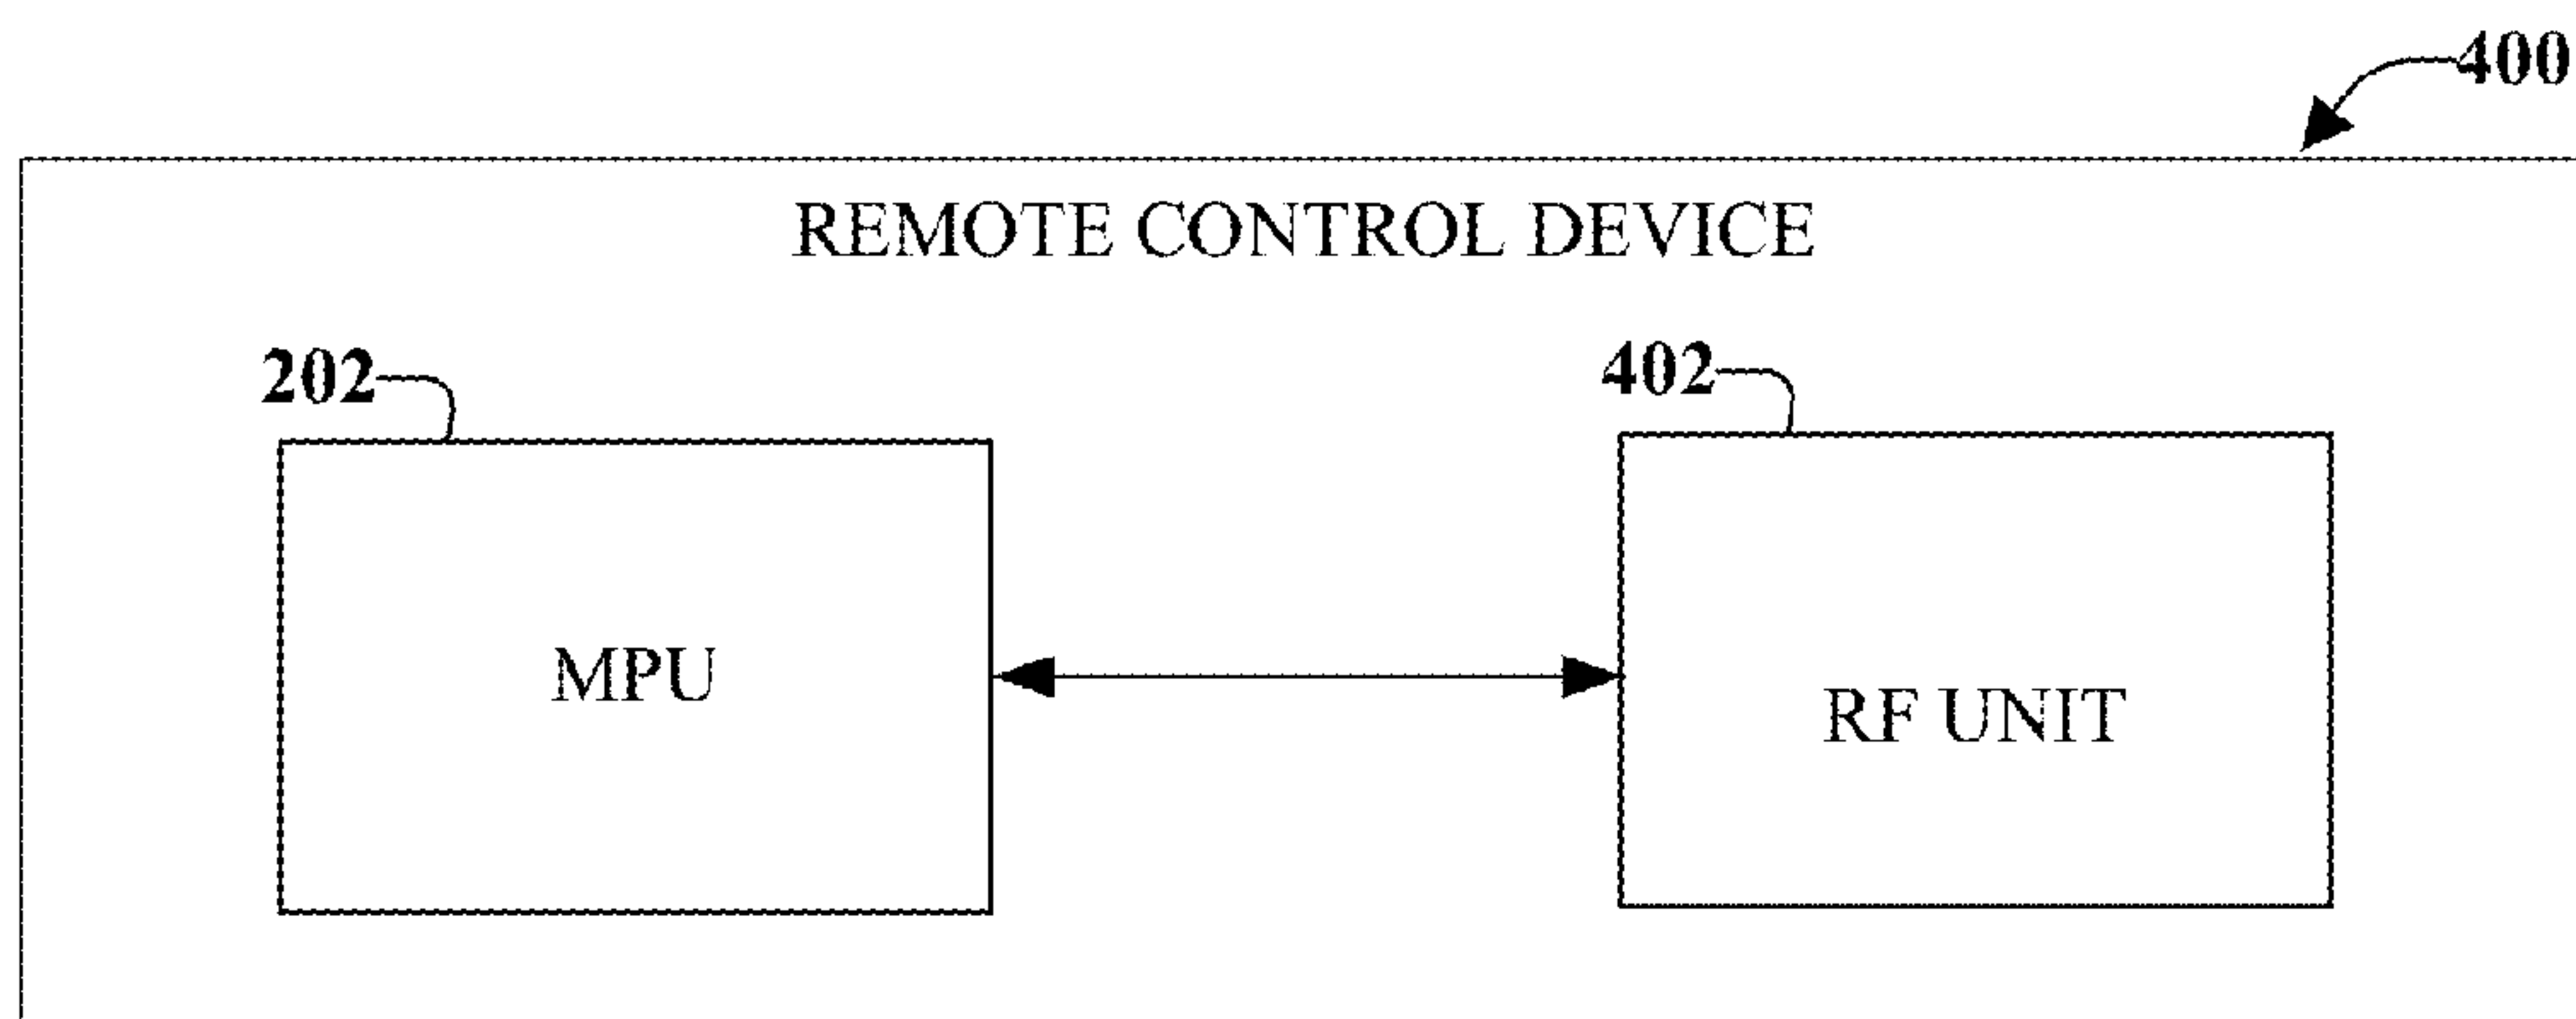 400
REMOTE CONTROL DEVICE
202
402
MPU
RF UNIT